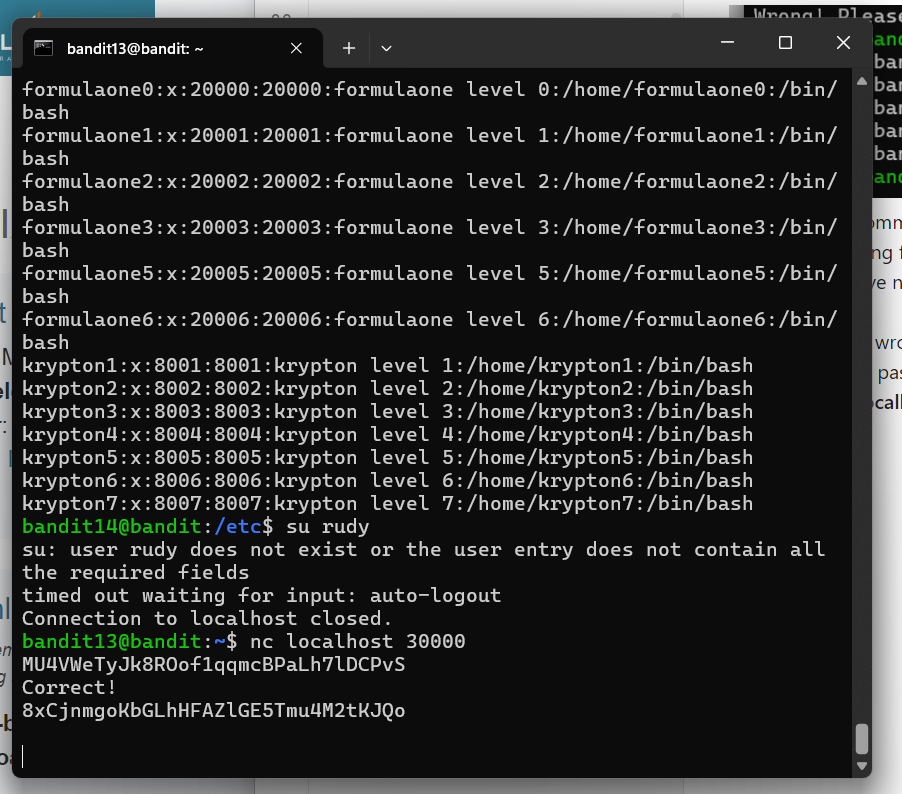 Wrong! Please
bandit13@bandit: ~
formulaone0:x:20000:20000:formulaone level 0:/home/formulaone0:/bin/
bash
formulaone1:x:20001:20001:formulaone level 1:/home/formulaone1:/bin/
bash
formulaone2:x:20002:20002:formulaone level 2:/home/formulaone2:/bin/
bash
formulaone3:x:20003:20003:formulaone level 3:/home/formulaone3:/bin/
bash
formulaone5:x:20005:20005:formulaone level 5:/home/formulaone5:/bin/
bash
formulaone6:x:20006:20006:formulaone level 6:/home/formulaone6:/bin/
bash
krypton1:x:8001:8001:krypton level 1:/home/krypton1:/bin/bash
krypton2:x:8002:8002:krypton level 2:/home/krypton2:/bin/bash
krypton3:x:8003:8003:krypton level 3:/home/krypton3:/bin/bash
krypton4:x:8004:8004:krypton level 4:/home/krypton4:/bin/bash
krypton5:x:8005:8005:krypton level 5:/home/krypton5:/bin/bash
krypton6:x:8006:8006:krypton level 6:/home/krypton6:/bin/bash
krypton7:x:8007:8007:krypton level 7:/home/krypton7:/bin/bash
bandit14@bandit:/etc$ su rudy
su: user rudy does not exist or the user entry does not contain all
the required fields
timed out waiting for input: auto-logout
Connection to localhost closed.
bandit13@bandit:~$ nc localhost 30000
MU4VWeTyJk8ROof1qqmcBPaLh7lDCPvS
Correct!
8xCjnmgoKbGLhHFAZlGE5Tmu4M2tKJQo